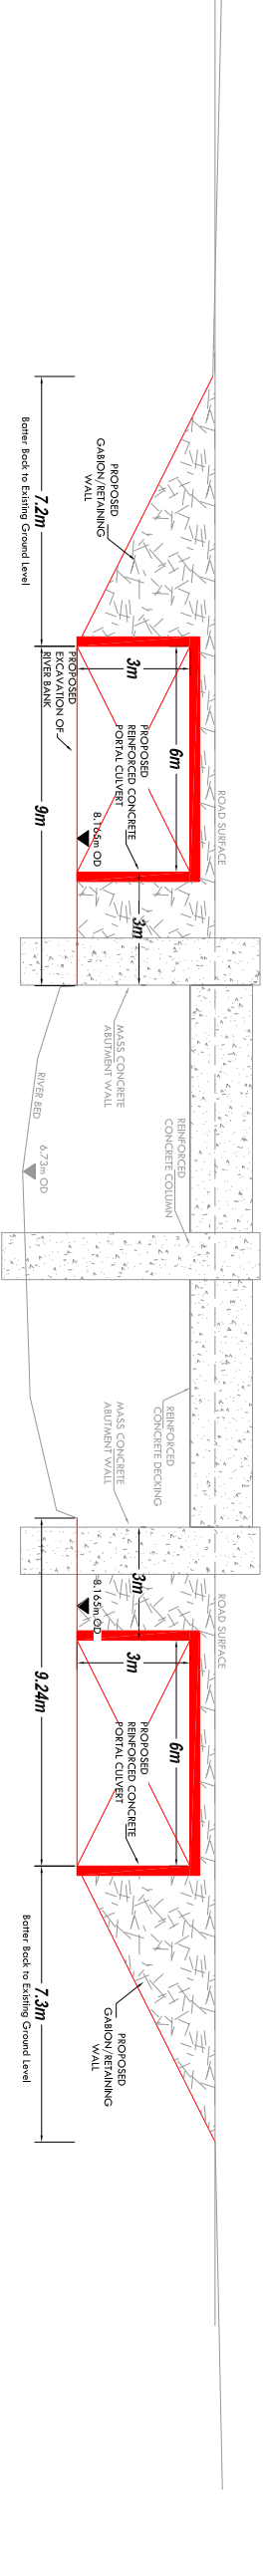 PROPOSED
GABION/RETAINING
WALL
7.2m
Batter Back to Existing Ground Level
PROPOSED
EXCAVATION OF
RIVER BANK
3m
6m
PROPOSED
REINFORCED CONCRETE
PORTAL CULVERT
8.165m OD
ROAD SURFACE
9m
3m
MASS CONCRETE
ABUTMENT WALL
RIVER BED
6.73m OD
REINFORCED
CONCRETE COLUMN
REINFORCED
CONCRETE DECKING
MASS CONCRETE
ABUTMENT WALL
3m
8.165m OD
ROAD SURFACE
9.24m
3m
6m
PROPOSED
REINFORCED CONCRETE
PORTAL CULVERT
7.3m
Batter Back to Existing Ground Level
PROPOSED
GABION/RETAINING
WALL